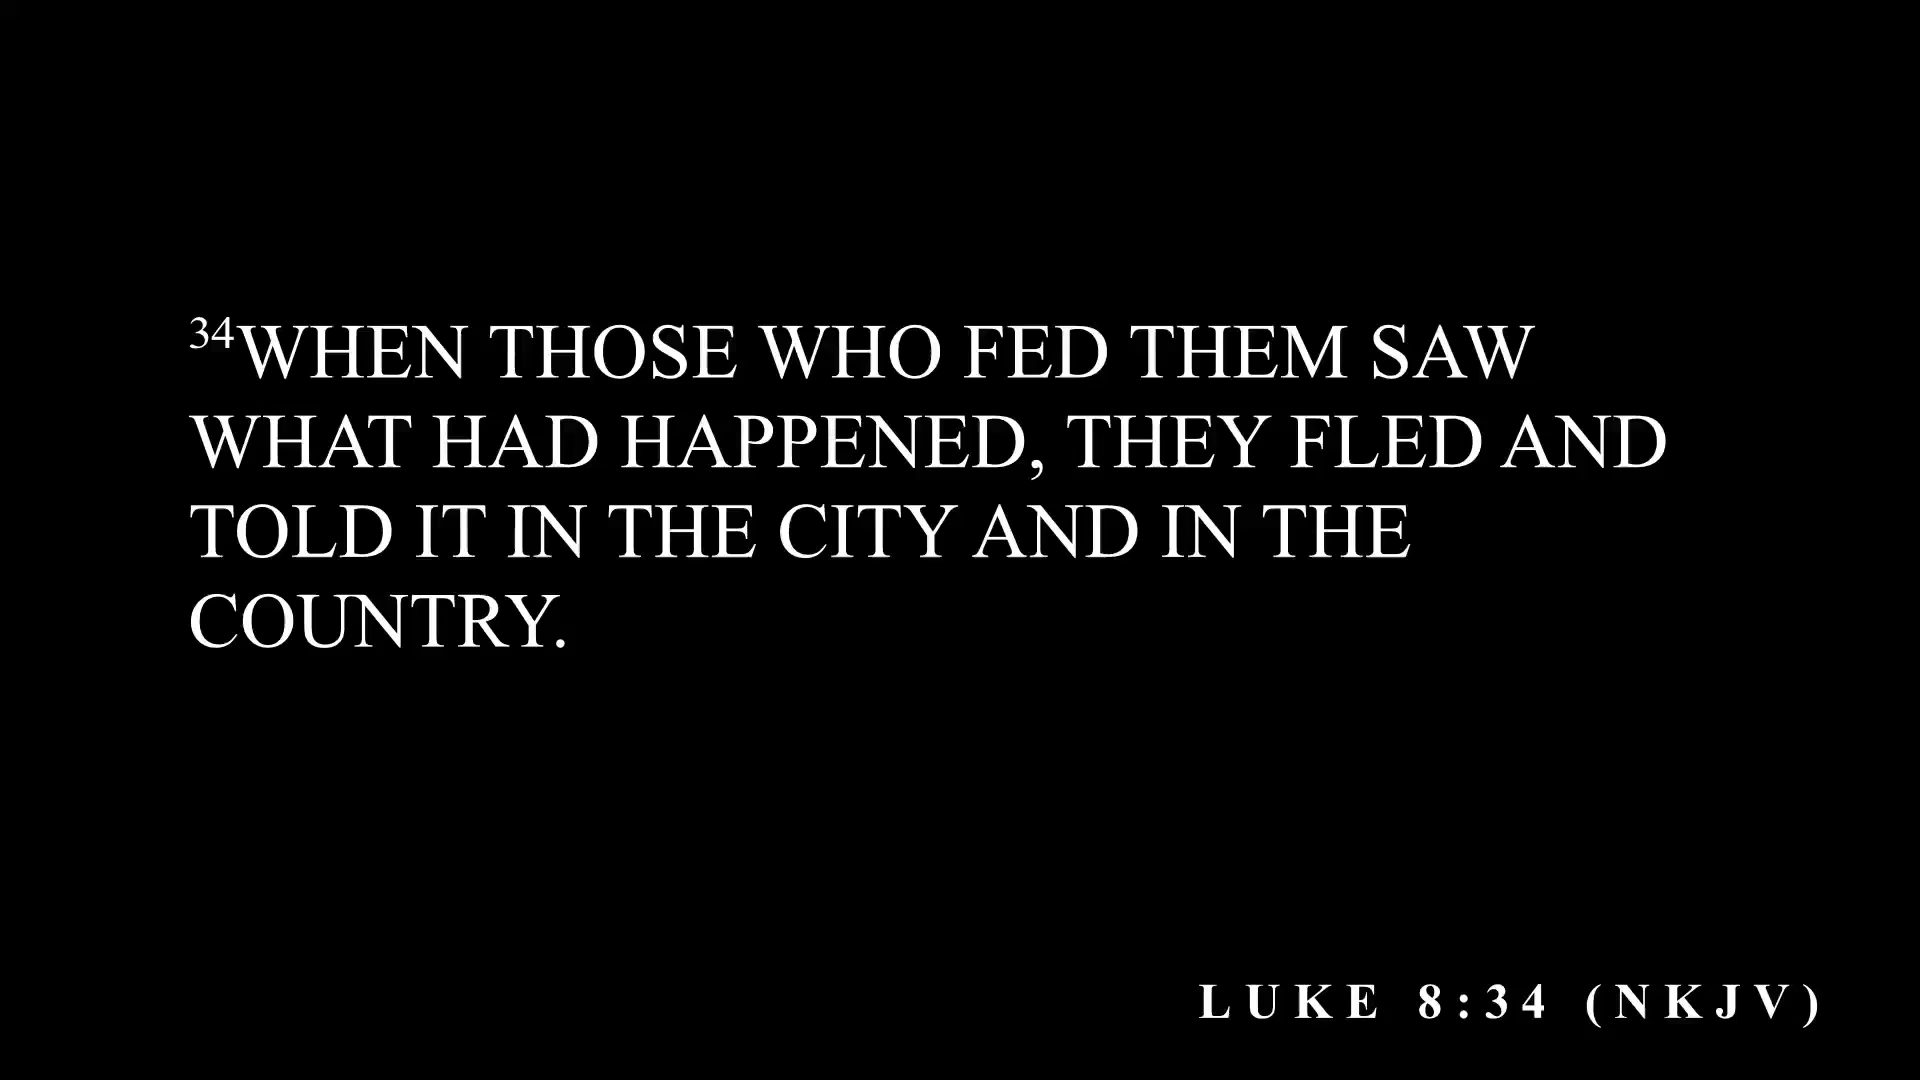 34WHEN THOSE WHO FED THEM SAW
WHAT HAD HAPPENED, THEY FLED AND
TOLD IT IN THE CITY AND IN THE
COUNTRY.
LUKE 8:34 (NKJV)